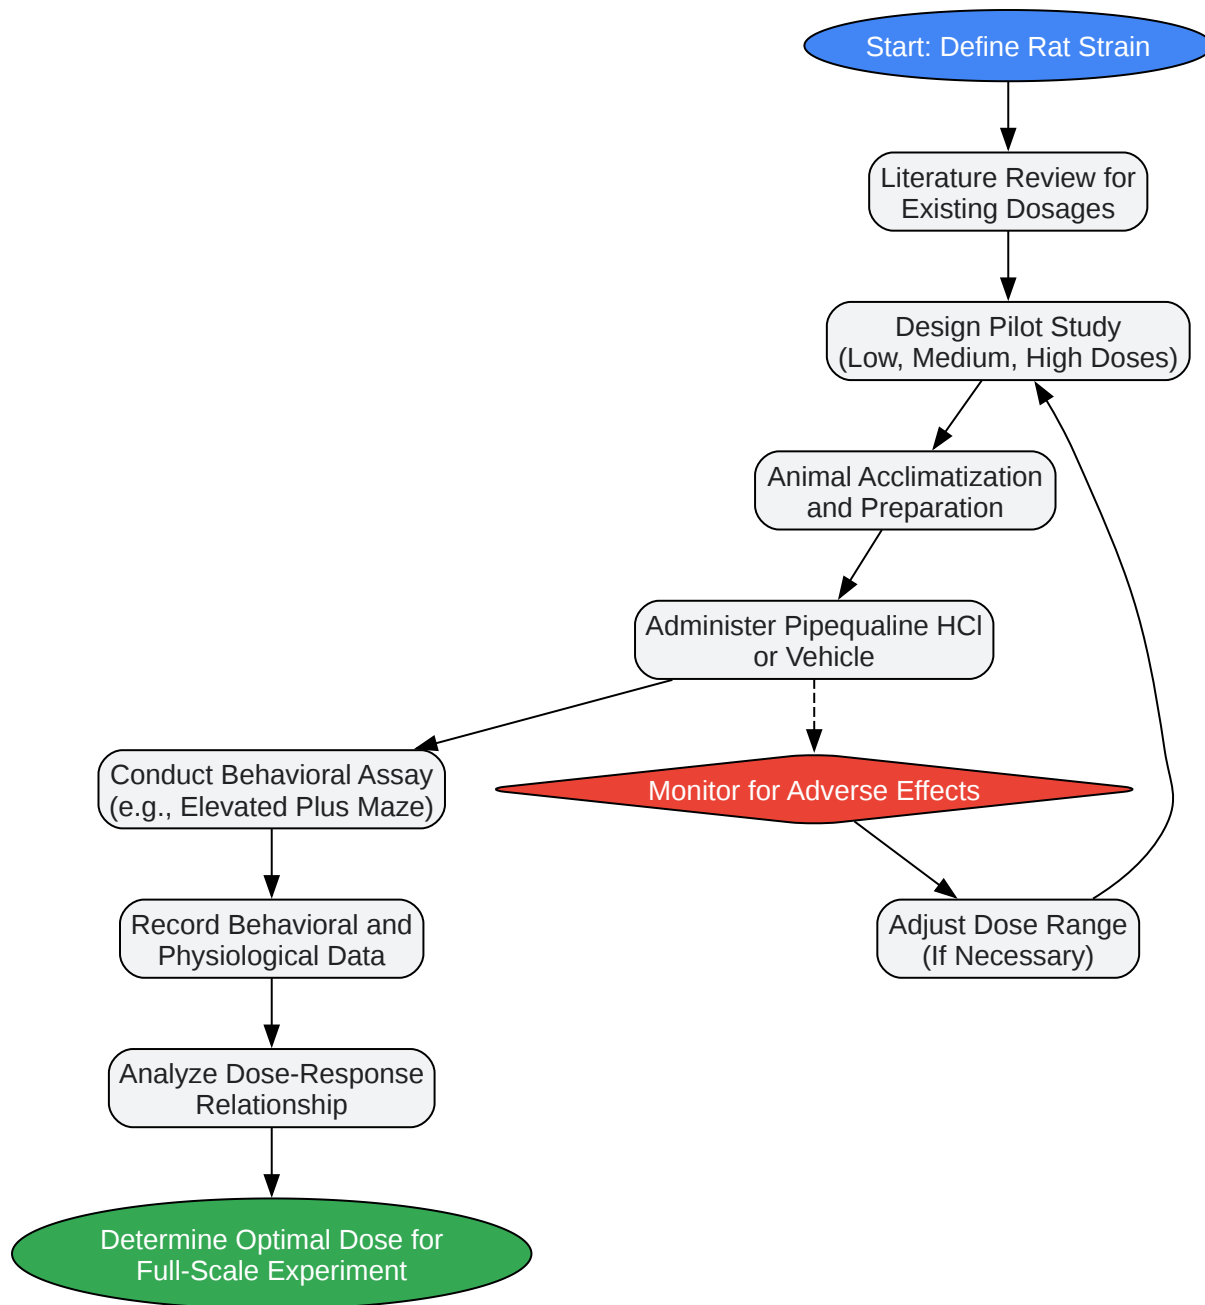 Start: Define Rat Strain
Literature Review for
Existing Dosages
Design Pilot Study
(Low, Medium, High Doses)
Animal Acclimatization
and Preparation
Administer Pipequaline HCl
or Vehicle
Conduct Behavioral Assay
(e.g., Elevated Plus Maze)
Monitor for Adverse Effects
Record Behavioral and
Physiological Data
Adjust Dose Range
(If Necessary)
Analyze Dose-Response
Relationship
Determine Optimal Dose for
Full-Scale Experiment